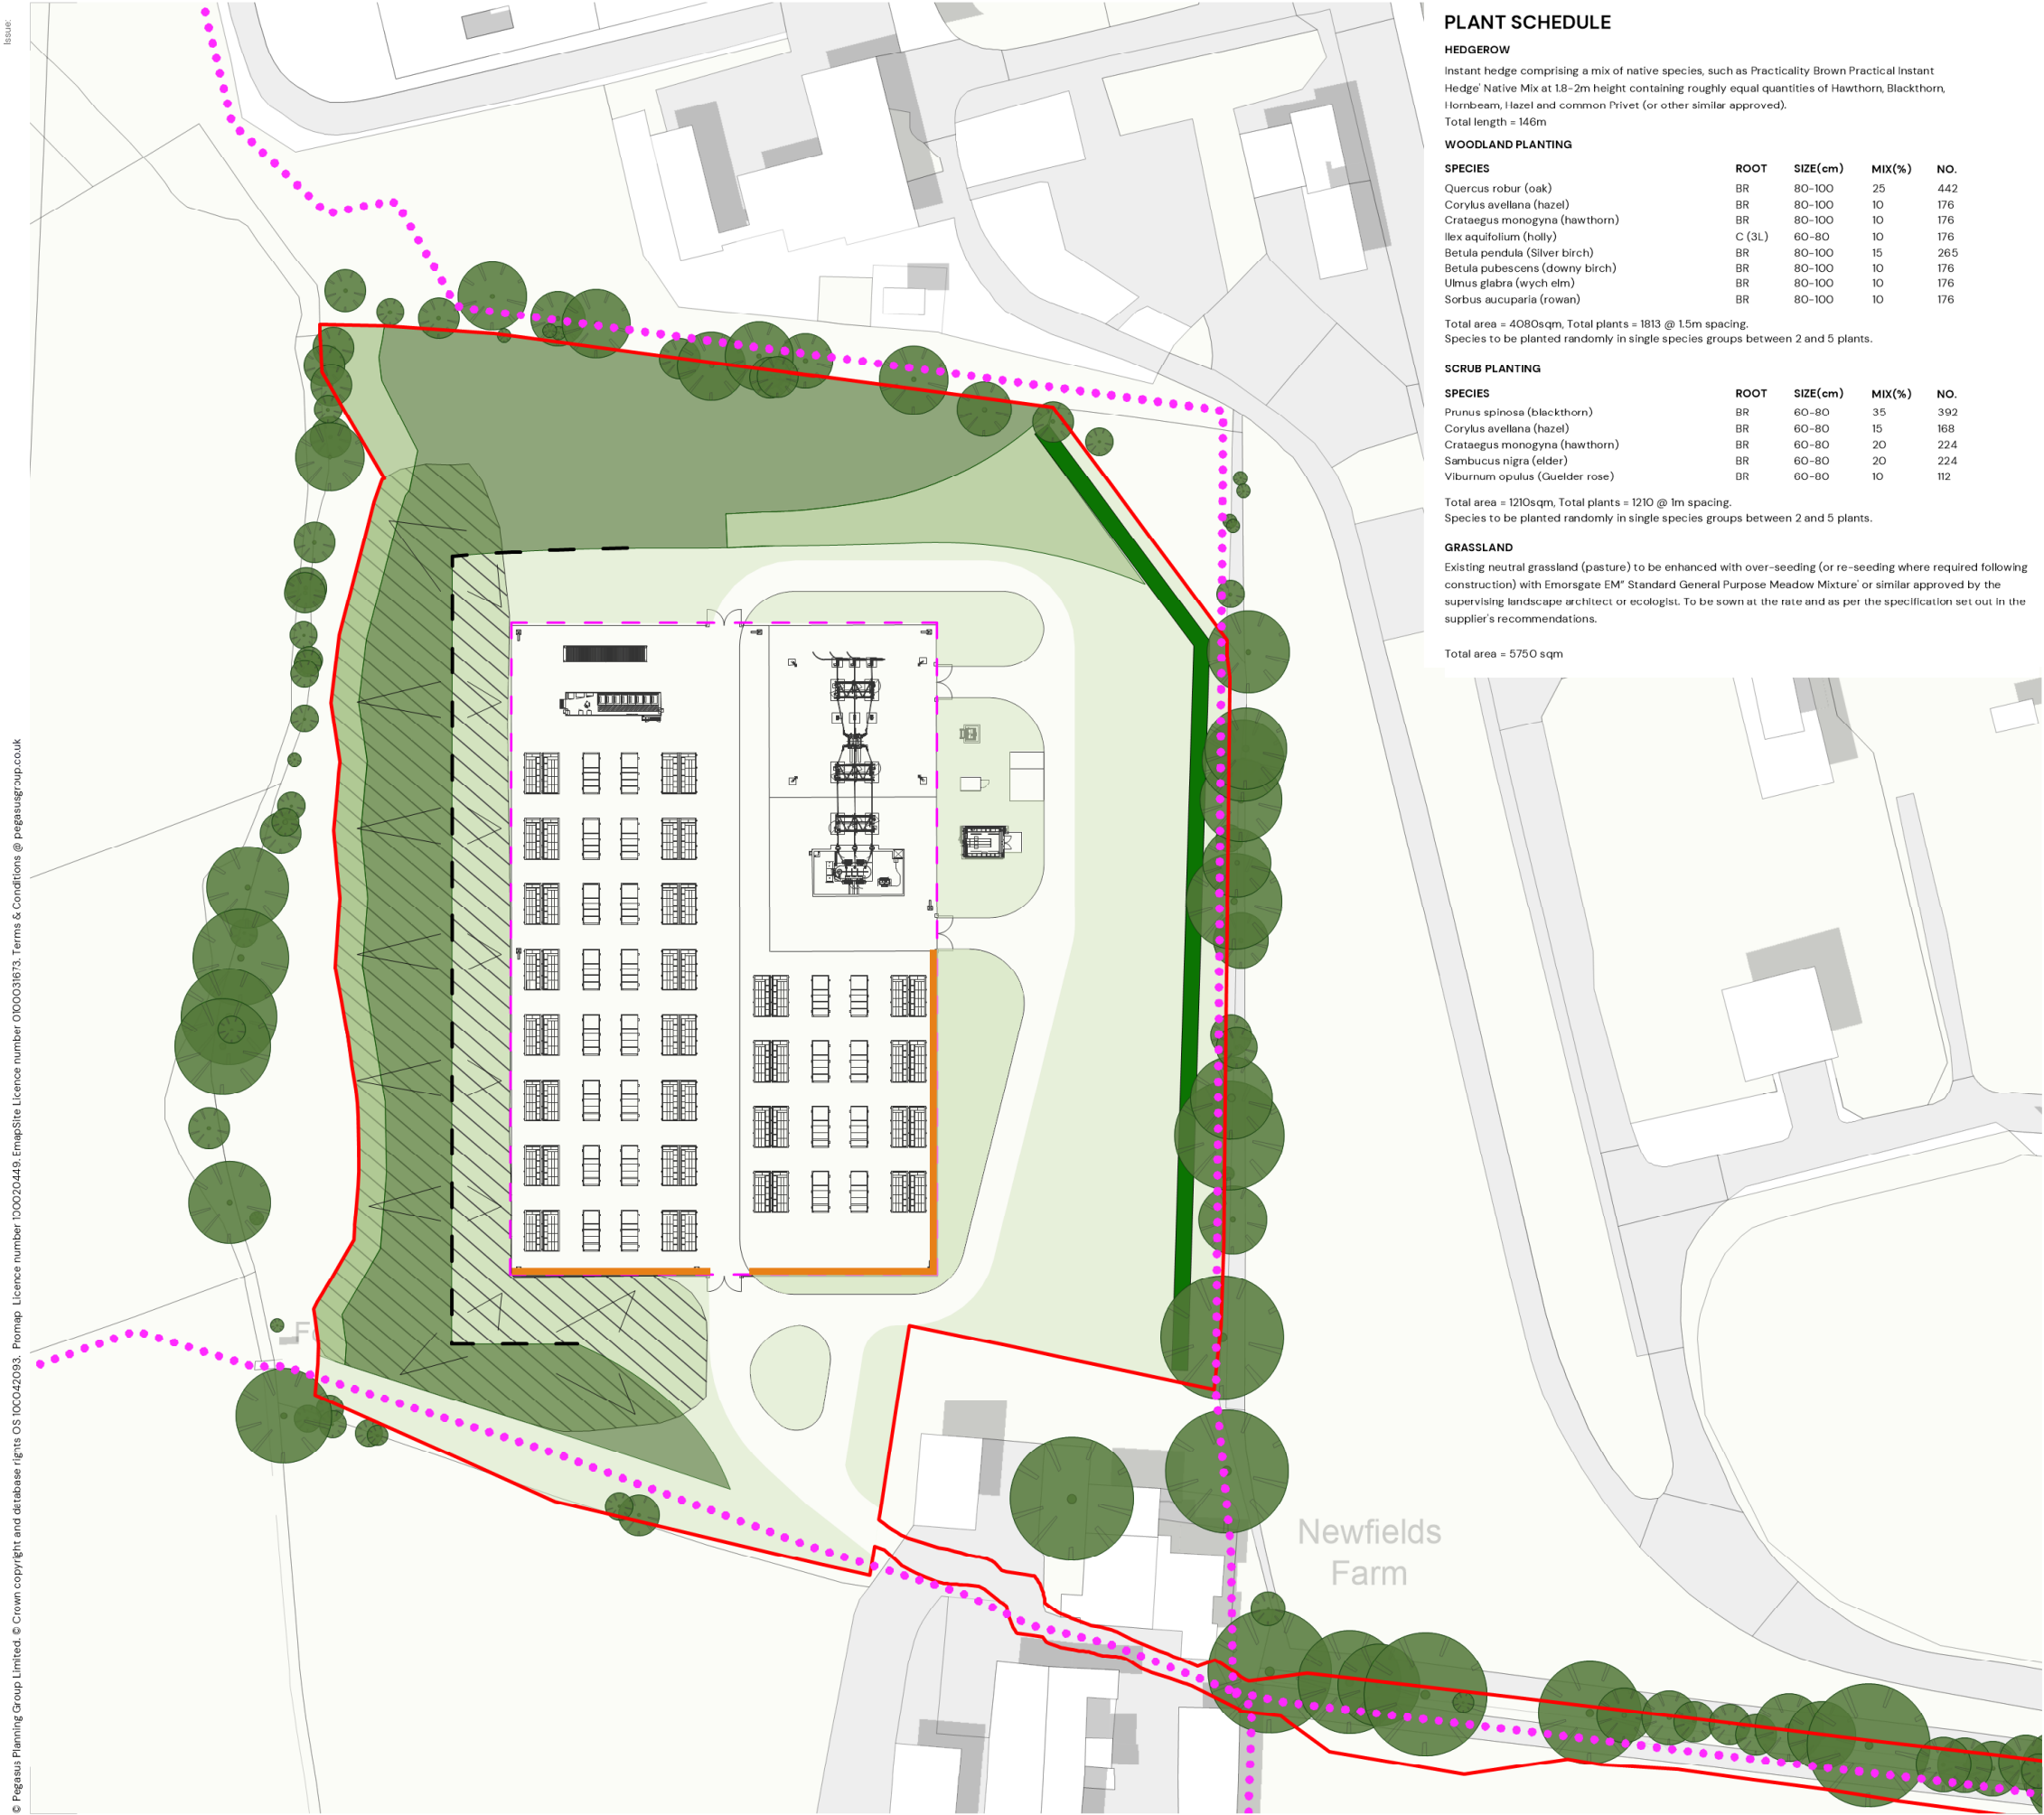 Issue:
© Pegasus Planning Group Limited. © Crown copyright and database rights OS 100042093. Promap Licence number 100020449. EmapSite Licence number 0100031673. Terms & Conditions @ pegasusgroup.co.uk
PLANT SCHEDULE
HEDGEROW
Instant hedge comprising a mix of native species, such as Practicality Brown Practical Instant
Hedge' Native Mix at 1.8-2m height containing roughly equal quantities of Hawthorn, Blackthorn,
Hornbeam, Hazel and common Privet (or other similar approved).
Total length = 146m
WOODLAND PLANTING
SPECIES ROOT SIZE(cm) MIX(%) NO.
Quercus robur (oak) BR 80-100 25 442
Corylus avellana (hazel) BR 80-100 10 176
Crataegus monogyna (hawthorn) BR 80-100 10 176
Ilex aquifolium (holly) C (3L) 60-80 10 176
Betula pendula (Silver birch) BR 80-100 15 265
Betula pubescens (downy birch) BR 80-100 10 176
Ulmus glabra (wych elm) BR 80-100 10 176
Sorbus aucuparia (rowan) BR 80-100 10 176
Total area = 4080sqm, Total plants = 1813 @ 1.5m spacing.
Species to be planted randomly in single species groups between 2 and 5 plants.
SCRUB PLANTING
SPECIES ROOT SIZE(cm) MIX(%) NO.
Prunus spinosa (blackthorn) BR 60-80 35 392
Corylus avellana (hazel) BR 60-80 15 168
Crataegus monogyna (hawthorn) BR 60-80 20 224
Sambucus nigra (elder) BR 60-80 20 224
Viburnum opulus (Guelder rose) BR 60-80 10 112
Total area = 1210sqm, Total plants = 1210 @ 1m spacing.
Species to be planted randomly in single species groups between 2 and 5 plants.
GRASSLAND
Existing neutral grassland (pasture) to be enhanced with over-seeding (or re-seeding where required following
construction) with Emorsgate EM" Standard General Purpose Meadow Mixture' or similar approved by the
supervising landscape architect or ecologist. To be sown at the rate and as per the specification set out in the
supplier's recommendations.
Total area = 5750 sqm
Newfields
Farm